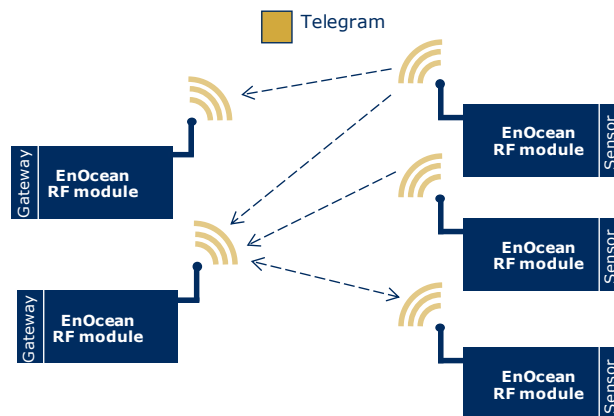 Telegram
Gateway
EnOcean
RF module
EnOcean
RF module
Sensor
EnOcean
RF module
Sensor
Gateway
EnOcean
RF module
EnOcean
RF module
Sensor